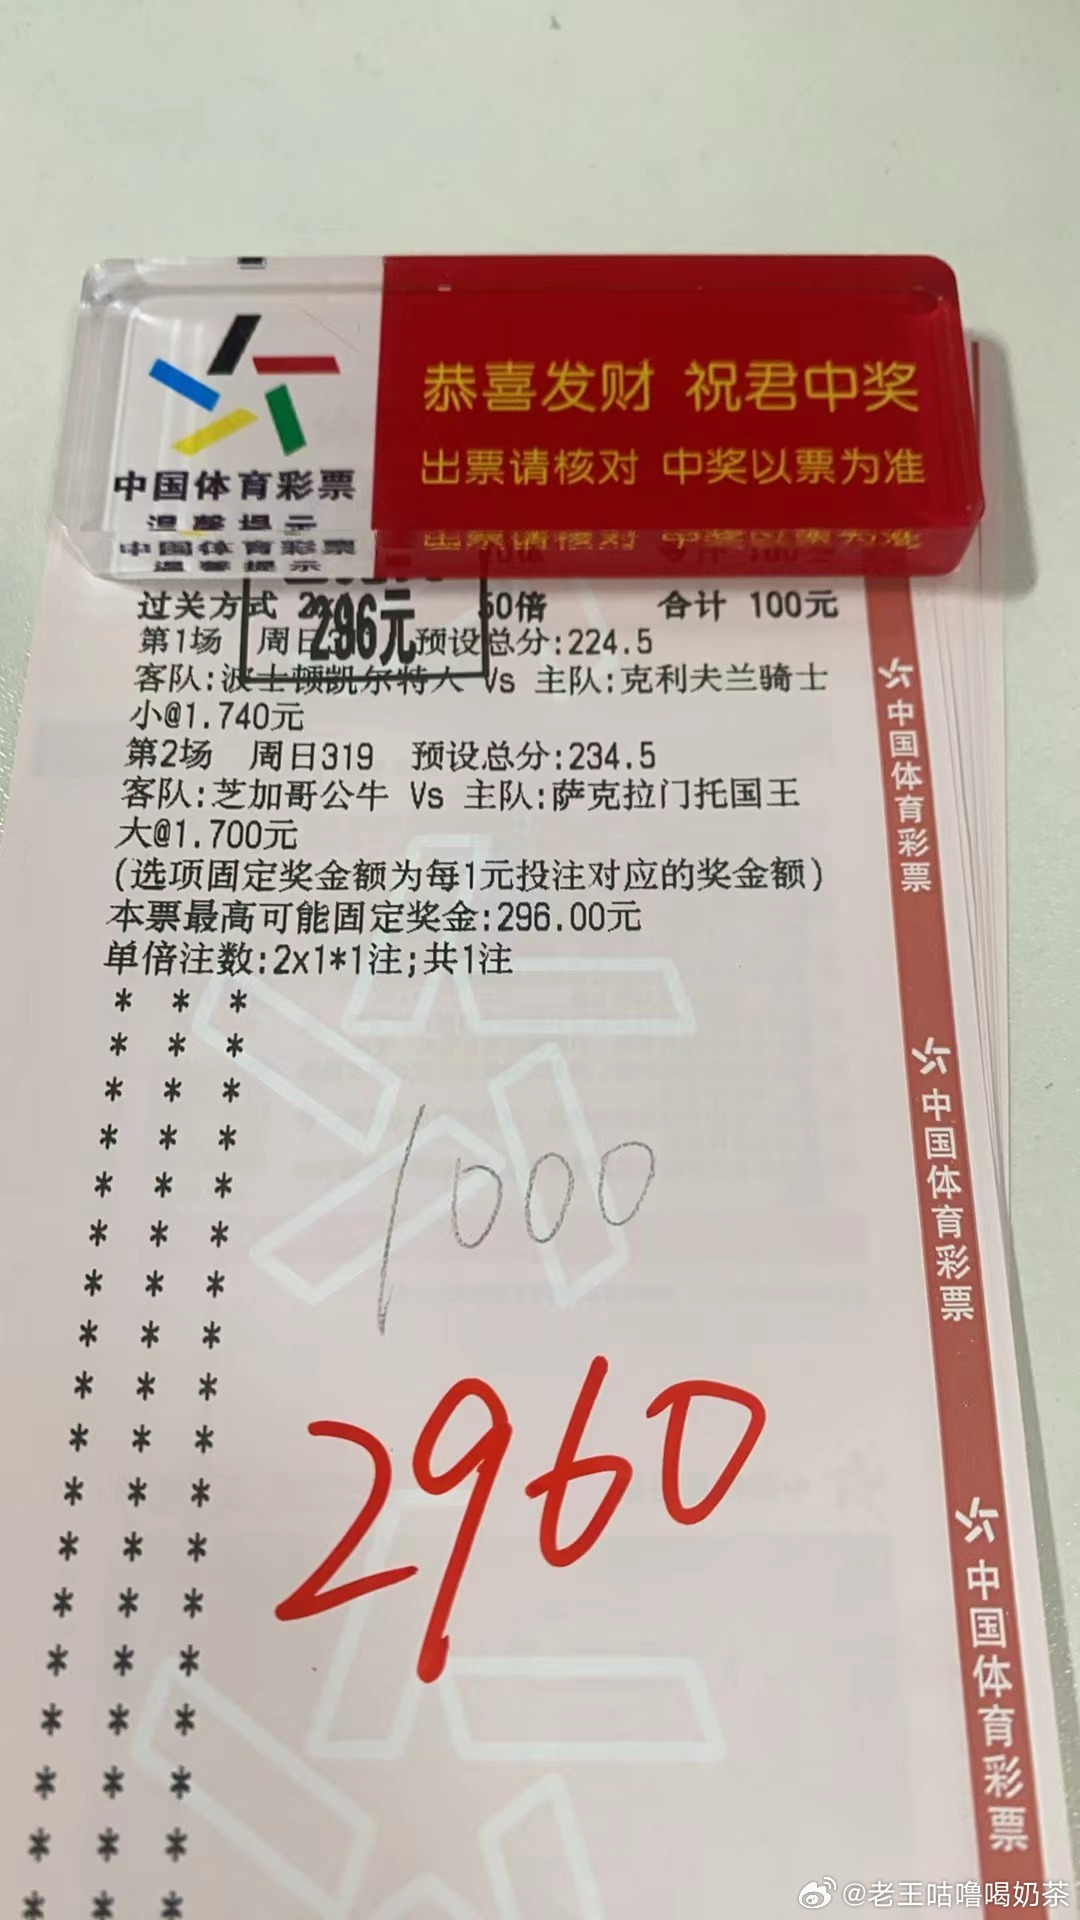 恭喜发财 祝君中奖
出票请核对 中奖以票为准
中国体育彩票
温馨提示
过关方式 50倍 合计 100元
296元
第1场 周日 预设总分:224.5
客队:波士顿凯尔特人 Vs 主队:克利夫兰骑士
小@1.740元
第2场 周日319 预设总分:234.5
客队:芝加哥公牛 Vs 主队:萨克拉门托国王
大@1.700元
(选项固定奖金额为每1元投注对应的奖金额)
本票最高可能固定奖金:296.00元
单倍注数:2x1*1注;共1注
1000
2960
中国体育彩票
中国体育彩票
中国体育彩票
@老王咕噜喝奶茶